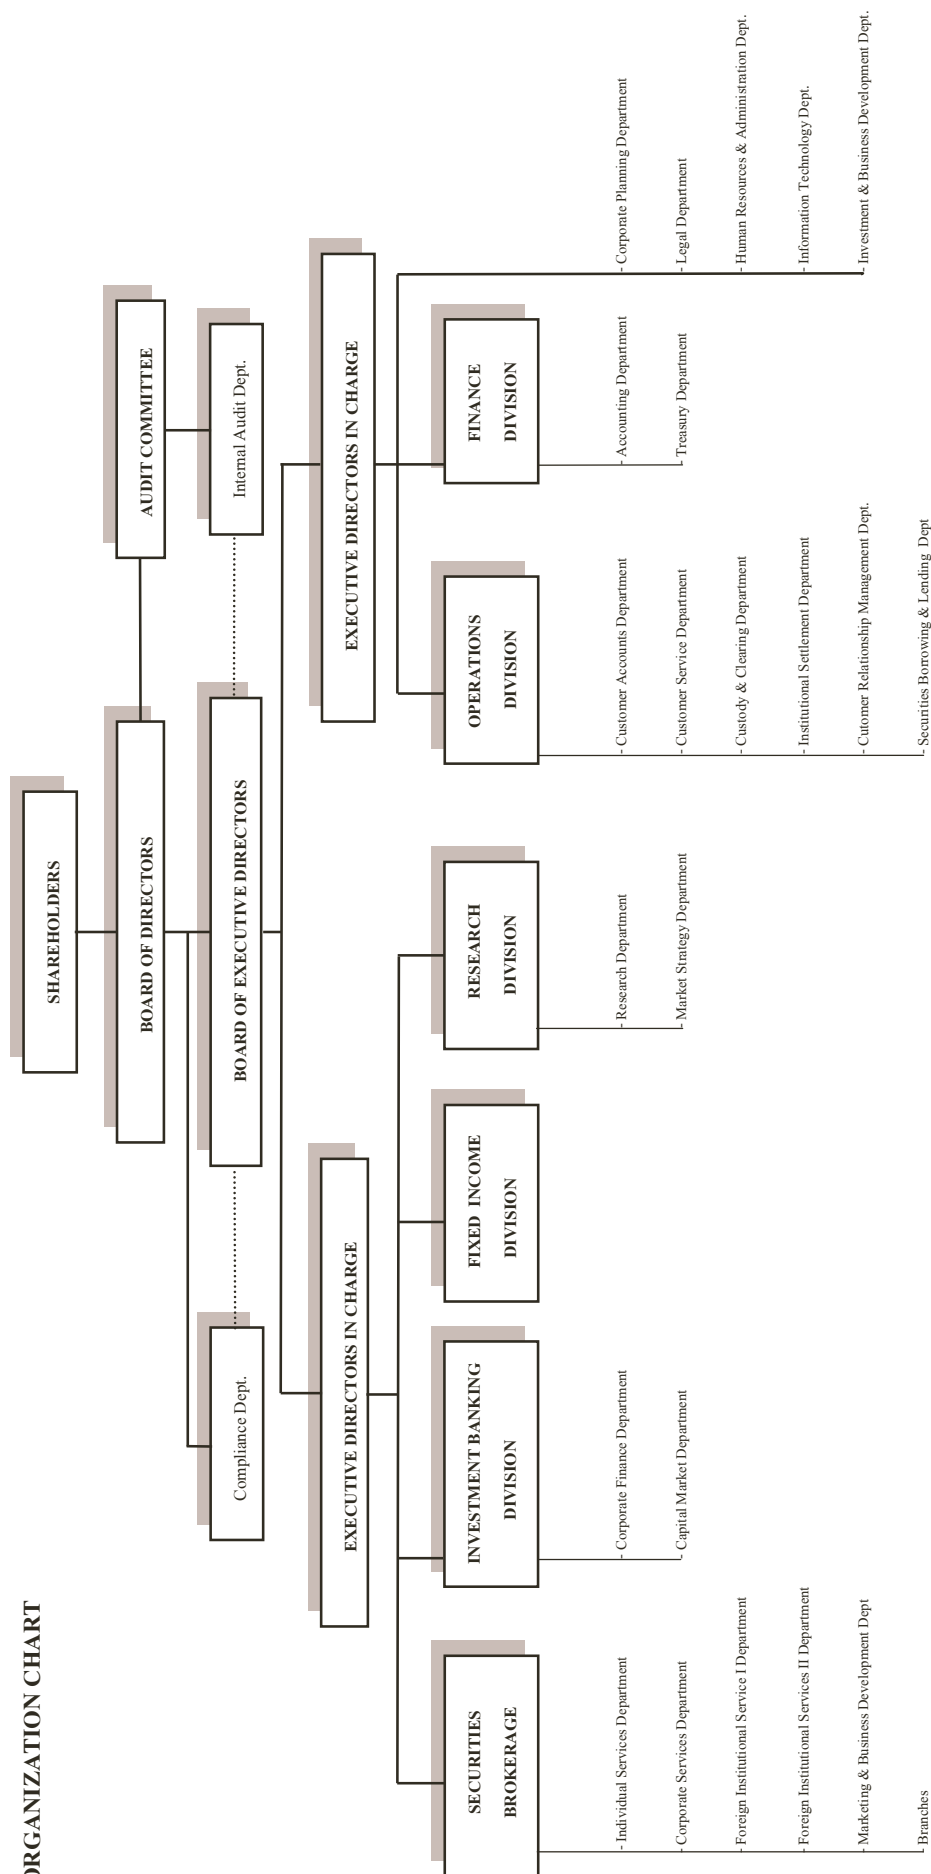 ORGANIZATION CHART
SHAREHOLDERS
BOARD OF DIRECTORS
AUDIT COMMITTEE
Compliance Dept.
BOARD OF EXECUTIVE DIRECTORS
Internal Audit Dept.
EXECUTIVE DIRECTORS IN CHARGE
EXECUTIVE DIRECTORS IN CHARGE
SECURITIES
BROKERAGE
INVESTMENT BANKING
DIVISION
FIXED INCOME
DIVISION
RESEARCH
DIVISION
OPERATIONS
DIVISION
FINANCE
DIVISION
- Individual Services Department
- Corporate Services Department
- Foreign Institutional Service I Department
- Foreign Institutional Services II Department
- Marketing & Business Development Dept
- Branches
- Corporate Finance Department
- Capital Market Department
- Research Department
- Market Strategy Department
- Customer Accounts Department
- Customer Service Department
- Custody & Clearing Department
- Institutional Settlement Department
- Cutomer Relationship Management Dept.
- Securities Borrowing & Lending Dept
- Accounting Department
- Treasury Department
- Corporate Planning Department
- Legal Department
- Human Resources & Administration Dept.
- Information Technology Dept.
- Investment & Business Development Dept.